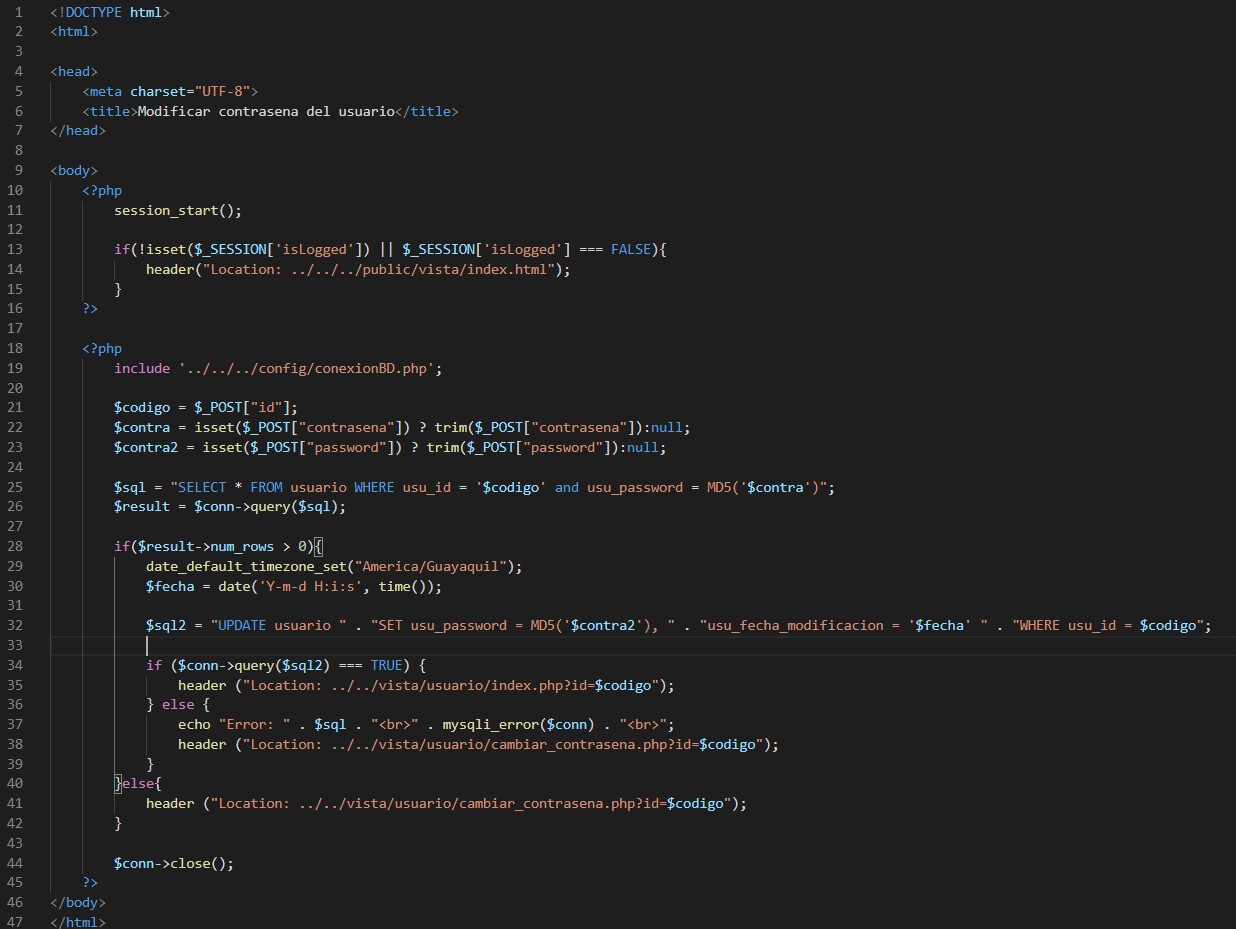 1 <!DOCTYPE html>
2 <html>
3
4 <head>
5     <meta charset="UTF-8">
6     <title>Modificar contrasena del usuario</title>
7 </head>
8
9 <body>
10     <?php
11         session_start();
12
13         if(!isset($_SESSION['isLogged']) || $_SESSION['isLogged'] === FALSE){
14             header("Location: ../../../public/vista/index.html");
15         }
16     ?>
17
18     <?php
19         include '../../../config/conexionBD.php';
20
21         $codigo = $_POST["id"];
22         $contra = isset($_POST["contrasena"]) ? trim($_POST["contrasena"]):null;
23         $contra2 = isset($_POST["password"]) ? trim($_POST["password"]):null;
24
25         $sql = "SELECT * FROM usuario WHERE usu_id = '$codigo' and usu_password = MD5('$contra')";
26         $result = $conn->query($sql);
27
28         if($result->num_rows > 0){
29             date_default_timezone_set("America/Guayaquil");
30             $fecha = date('Y-m-d H:i:s', time());
31
32             $sql2 = "UPDATE usuario " . "SET usu_password = MD5('$contra2'), " . "usu_fecha_modificacion = '$fecha' " . "WHERE usu_id = $codigo";
33
34             if ($conn->query($sql2) === TRUE) {
35                 header ("Location: ../../vista/usuario/index.php?id=$codigo");
36             } else {
37                 echo "Error: " . $sql . "<br>" . mysqli_error($conn) . "<br>";
38                 header ("Location: ../../vista/usuario/cambiar_contrasena.php?id=$codigo");
39             }
40         }else{
41             header ("Location: ../../vista/usuario/cambiar_contrasena.php?id=$codigo");
42         }
43
44         $conn->close();
45     ?>
46 </body>
47 </html>